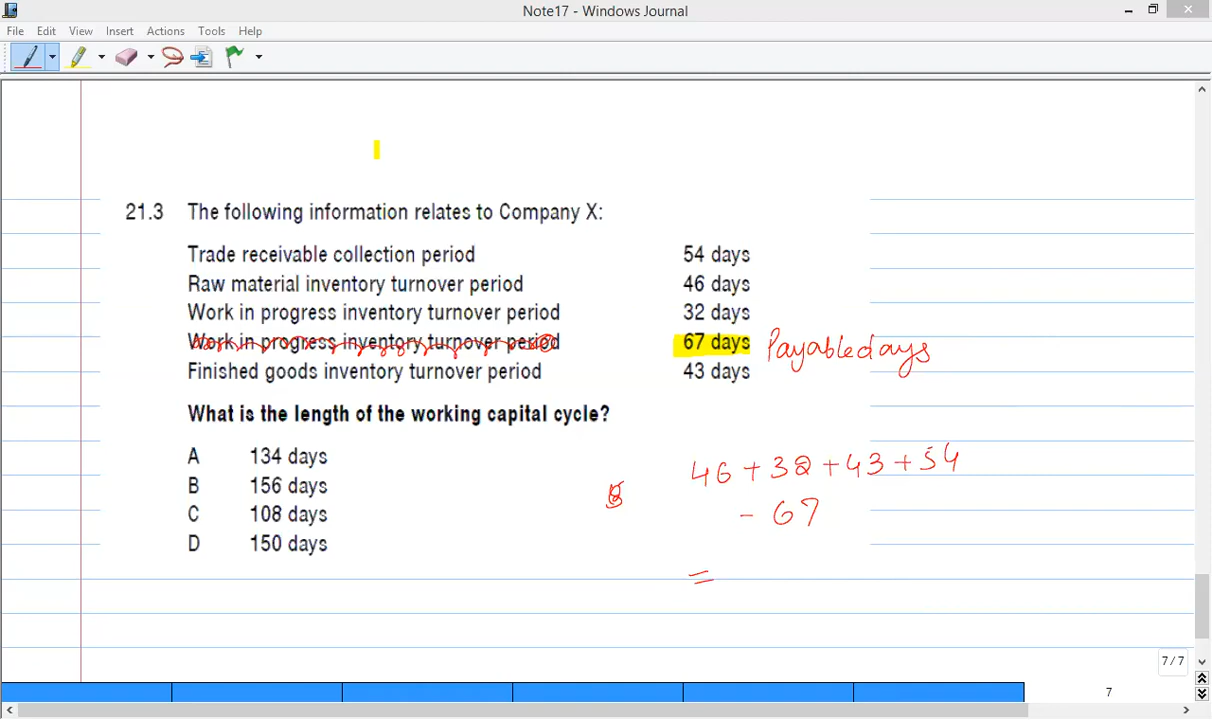 Note17 - Windows Journal
File Edit View Insert Actions Tools Help
21.3 The following information relates to Company X:
Trade receivable collection period 54 days
Raw material inventory turnover period 46 days
Work in progress inventory turnover period 32 days
Work in progress inventory turnover period 67 days Payable days
Finished goods inventory turnover period 43 days
What is the length of the working capital cycle?
A 134 days
B 156 days
C 108 days
D 150 days
46 + 32 + 43 + 54
- 67
=
7 / 7
7